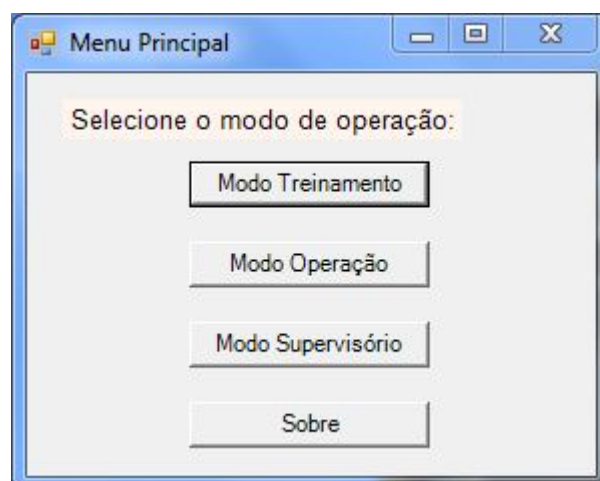 Menu Principal
Selecione o modo de operação:
Modo Treinamento
Modo Operação
Modo Supervisório
Sobre